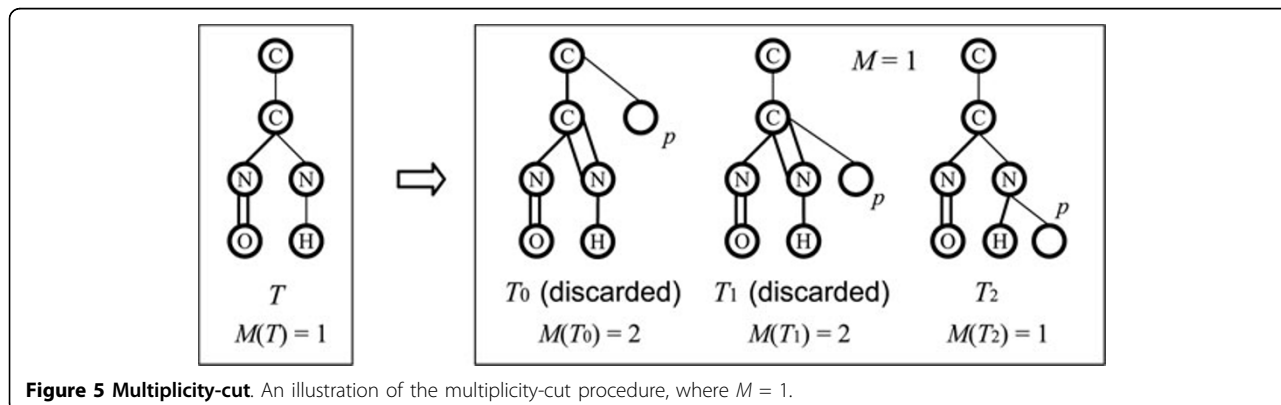 C
C
N N
O H
T
M(T) = 1
C M = 1 C C
C p C C
N N N N p N N p
O H O H O H
T0 (discarded) T1 (discarded) T2
M(T0) = 2 M(T1) = 2 M(T2) = 1
Figure 5 Multiplicity-cut. An illustration of the multiplicity-cut procedure, where M = 1.